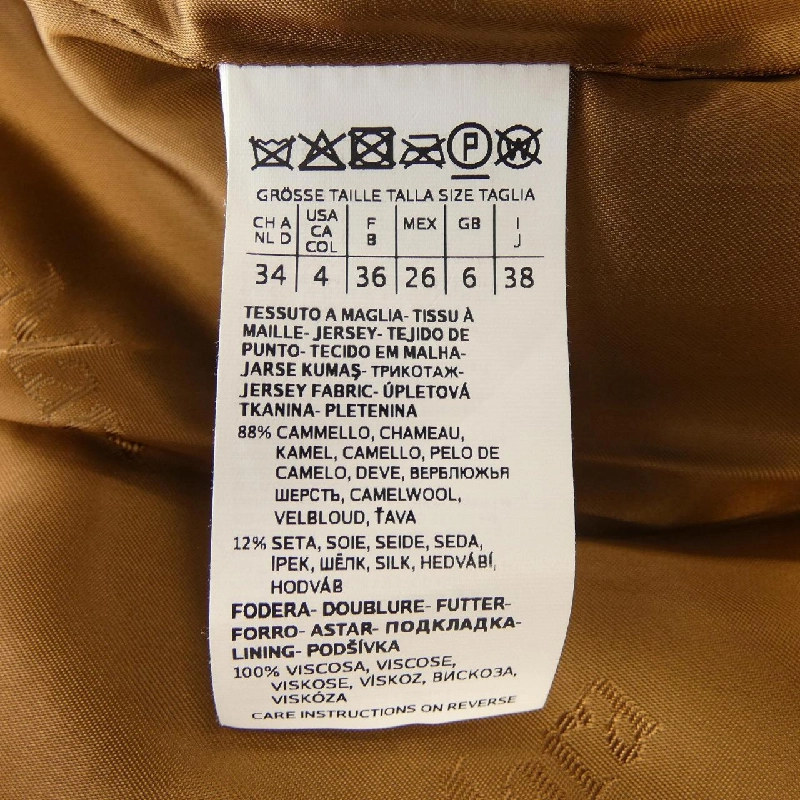 P W
GRÖSSE TAILLE TALLA SIZE TAGLIA
CH A NL D | USA CA COL | F B | MEX | GB | I J
34 | 4 | 36 | 26 | 6 | 38
TESSUTO A MAGLIA- TISSU À
MAILLE- JERSEY- TEJIDO DE
PUNTO- TECIDO EM MALHA-
JARSE KUMAŞ- ТРИКОТАЖ-
JERSEY FABRIC- ÚPLETOVÁ
TKANINA- PLETENINA
88% CAMMELLO, CHAMEAU,
KAMEL, CAMELLO, PELO DE
CAMELO, DEVE, ВЕРБЛЮЖЬЯ
ШЕРСТЬ, CAMELWOOL,
VELBLOUD, ŤAVA
12% SETA, SOIE, SEIDE, SEDA,
İPEK, ШЁЛК, SILK, HEDVÁBÍ,
HODVÁB
FODERA- DOUBLURE- FUTTER-
FORRO- ASTAR- ПОДКЛАДКА-
LINING- PODŠÍVKA
100% VISCOSA, VISCOSE,
VISKOSE, VİSKOZ, ВИСКОЗА,
VISKÓZA
CARE INSTRUCTIONS ON REVERSE